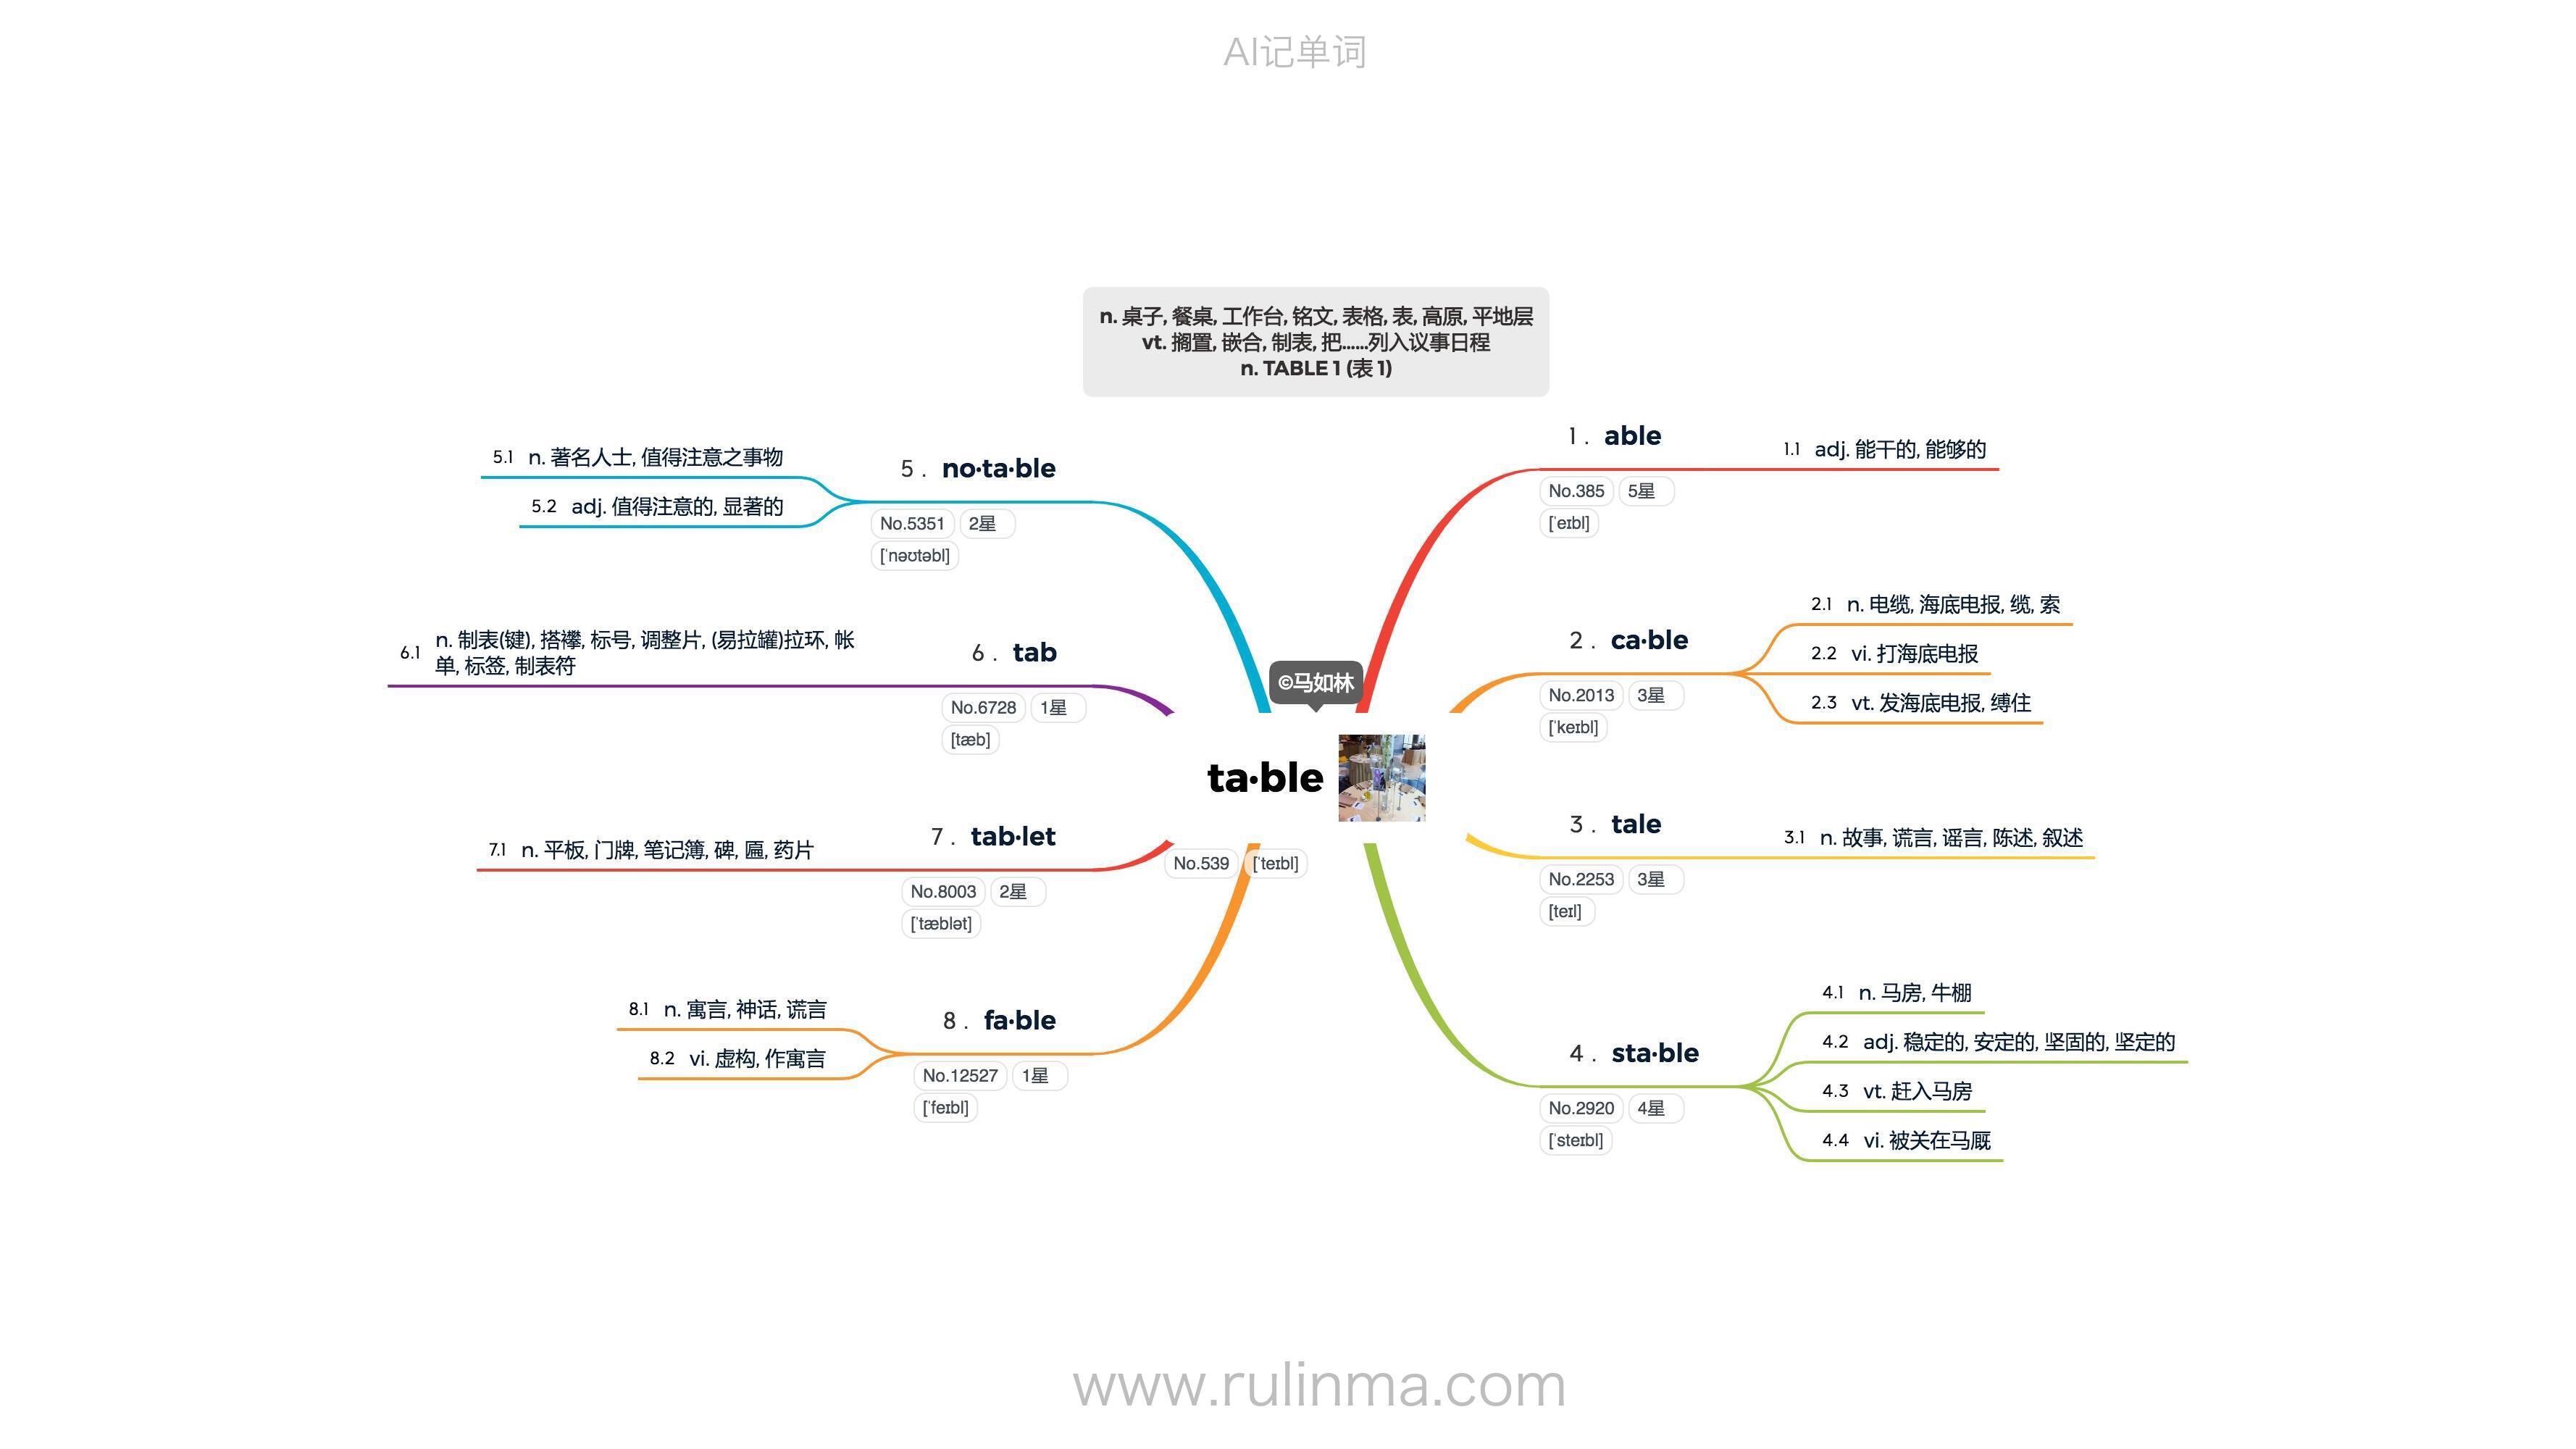 AI记单词
n. 桌子, 餐桌, 工作台, 铭文, 表格, 表, 高原, 平地层
vt. 搁置, 嵌合, 制表, 把......列入议事日程
n. TABLE 1 (表 1)
©马如林
ta·ble
No.539 [ˈteɪbl]
1 . able
No.385 5星
[ˈeɪbl]
1.1 adj. 能干的, 能够的
2 . ca·ble
No.2013 3星
[ˈkeɪbl]
2.1 n. 电缆, 海底电报, 缆, 索
2.2 vi. 打海底电报
2.3 vt. 发海底电报, 缚住
3 . tale
No.2253 3星
[teɪl]
3.1 n. 故事, 谎言, 谣言, 陈述, 叙述
4 . sta·ble
No.2920 4星
[ˈsteɪbl]
4.1 n. 马房, 牛棚
4.2 adj. 稳定的, 安定的, 坚固的, 坚定的
4.3 vt. 赶入马房
4.4 vi. 被关在马厩
5 . no·ta·ble
No.5351 2星
[ˈnəʊtəbl]
5.1 n. 著名人士, 值得注意之事物
5.2 adj. 值得注意的, 显著的
6 . tab
No.6728 1星
[tæb]
6.1 n. 制表(键), 搭襻, 标号, 调整片, (易拉罐)拉环, 帐
单, 标签, 制表符
7 . tab·let
No.8003 2星
[ˈtæblət]
7.1 n. 平板, 门牌, 笔记簿, 碑, 匾, 药片
8 . fa·ble
No.12527 1星
[ˈfeɪbl]
8.1 n. 寓言, 神话, 谎言
8.2 vi. 虚构, 作寓言
www.rulinma.com